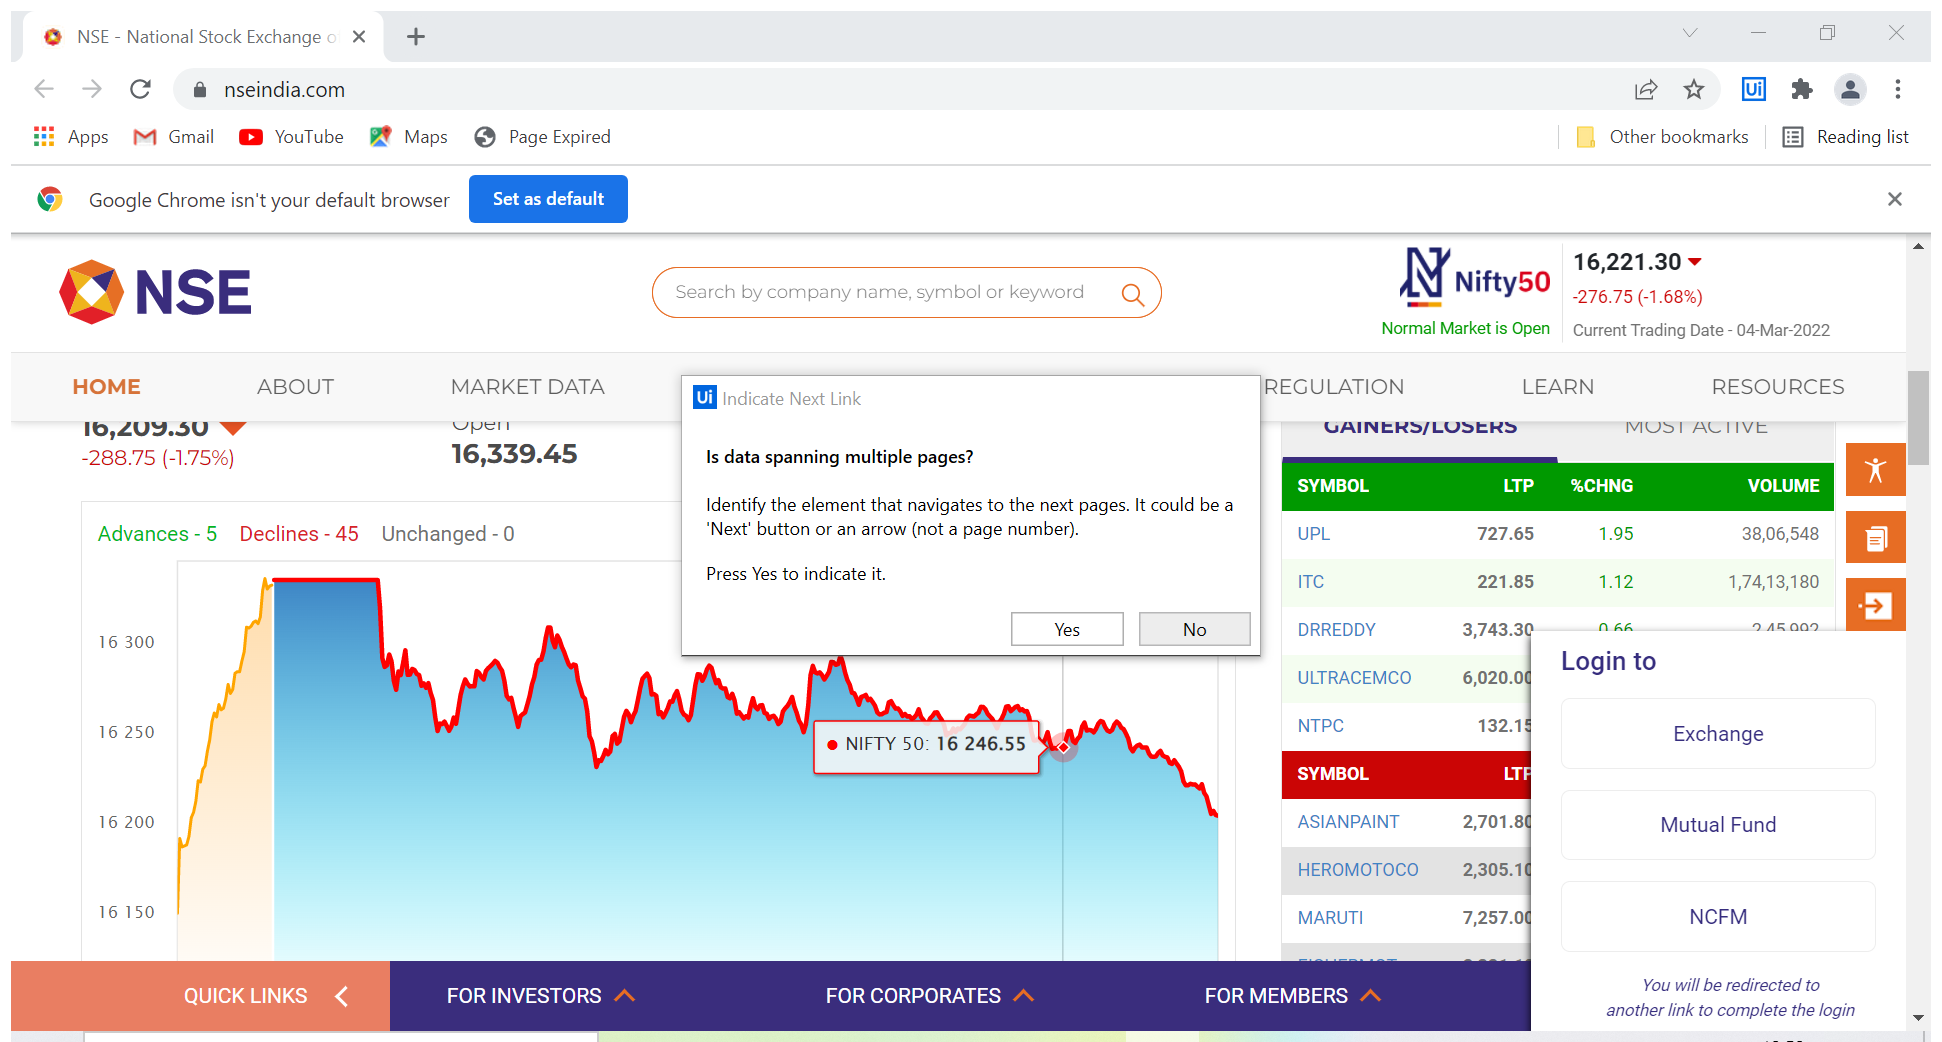 NSE - National Stock Exchange o
nseindia.com
Ui
Apps
Gmail
YouTube
Maps
Page Expired
Other bookmarks
Reading list
Google Chrome isn't your default browser
Set as default
NSE
Search by company name, symbol or keyword
Nifty50
Normal Market is Open
16,221.30
-276.75 (-1.68%)
Current Trading Date - 04-Mar-2022
HOME
ABOUT
MARKET DATA
REGULATION
LEARN
RESOURCES
16,209.30
-288.75 (-1.75%)
Open
16,339.45
Ui Indicate Next Link
Is data spanning multiple pages?
Identify the element that navigates to the next pages. It could be a
'Next' button or an arrow (not a page number).
Press Yes to indicate it.
Yes
No
Advances - 5 Declines - 45 Unchanged - 0
16 300
16 250
16 200
16 150
NIFTY 50: 16 246.55
GAINERS/LOSERS
MOST ACTIVE
SYMBOL LTP %CHNG VOLUME
UPL 727.65 1.95 38,06,548
ITC 221.85 1.12 1,74,13,180
DRREDDY 3,743.30 0.66 2,45,992
ULTRACEMCO 6,020.00
NTPC 132.15
SYMBOL LTP
ASIANPAINT 2,701.80
HEROMOTOCO 2,305.10
MARUTI 7,257.00
Login to
Exchange
Mutual Fund
NCFM
You will be redirected to
another link to complete the login
QUICK LINKS
FOR INVESTORS
FOR CORPORATES
FOR MEMBERS